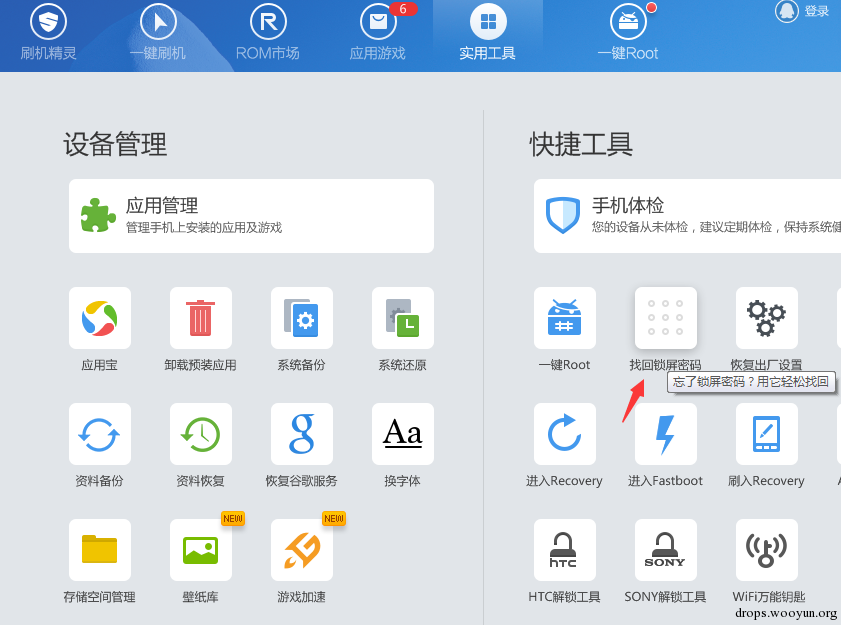 刷机精灵
一键刷机
ROM市场
应用游戏
6
实用工具
一键Root
登录
设备管理
应用管理
管理手机上安装的应用及游戏
应用宝
卸载预装应用
系统备份
系统还原
资料备份
资料恢复
恢复谷歌服务
Aa
换字体
存储空间管理
NEW
壁纸库
NEW
游戏加速
快捷工具
手机体检
您的设备从未体检，建议定期体检，保持系统健
一键Root
找回锁屏密码
恢复出厂设置
忘了锁屏密码？用它轻松找回
进入Recovery
进入Fastboot
刷入Recovery
hTC
HTC解锁工具
SONY
SONY解锁工具
WiFi万能钥匙
drops.wooyun.org